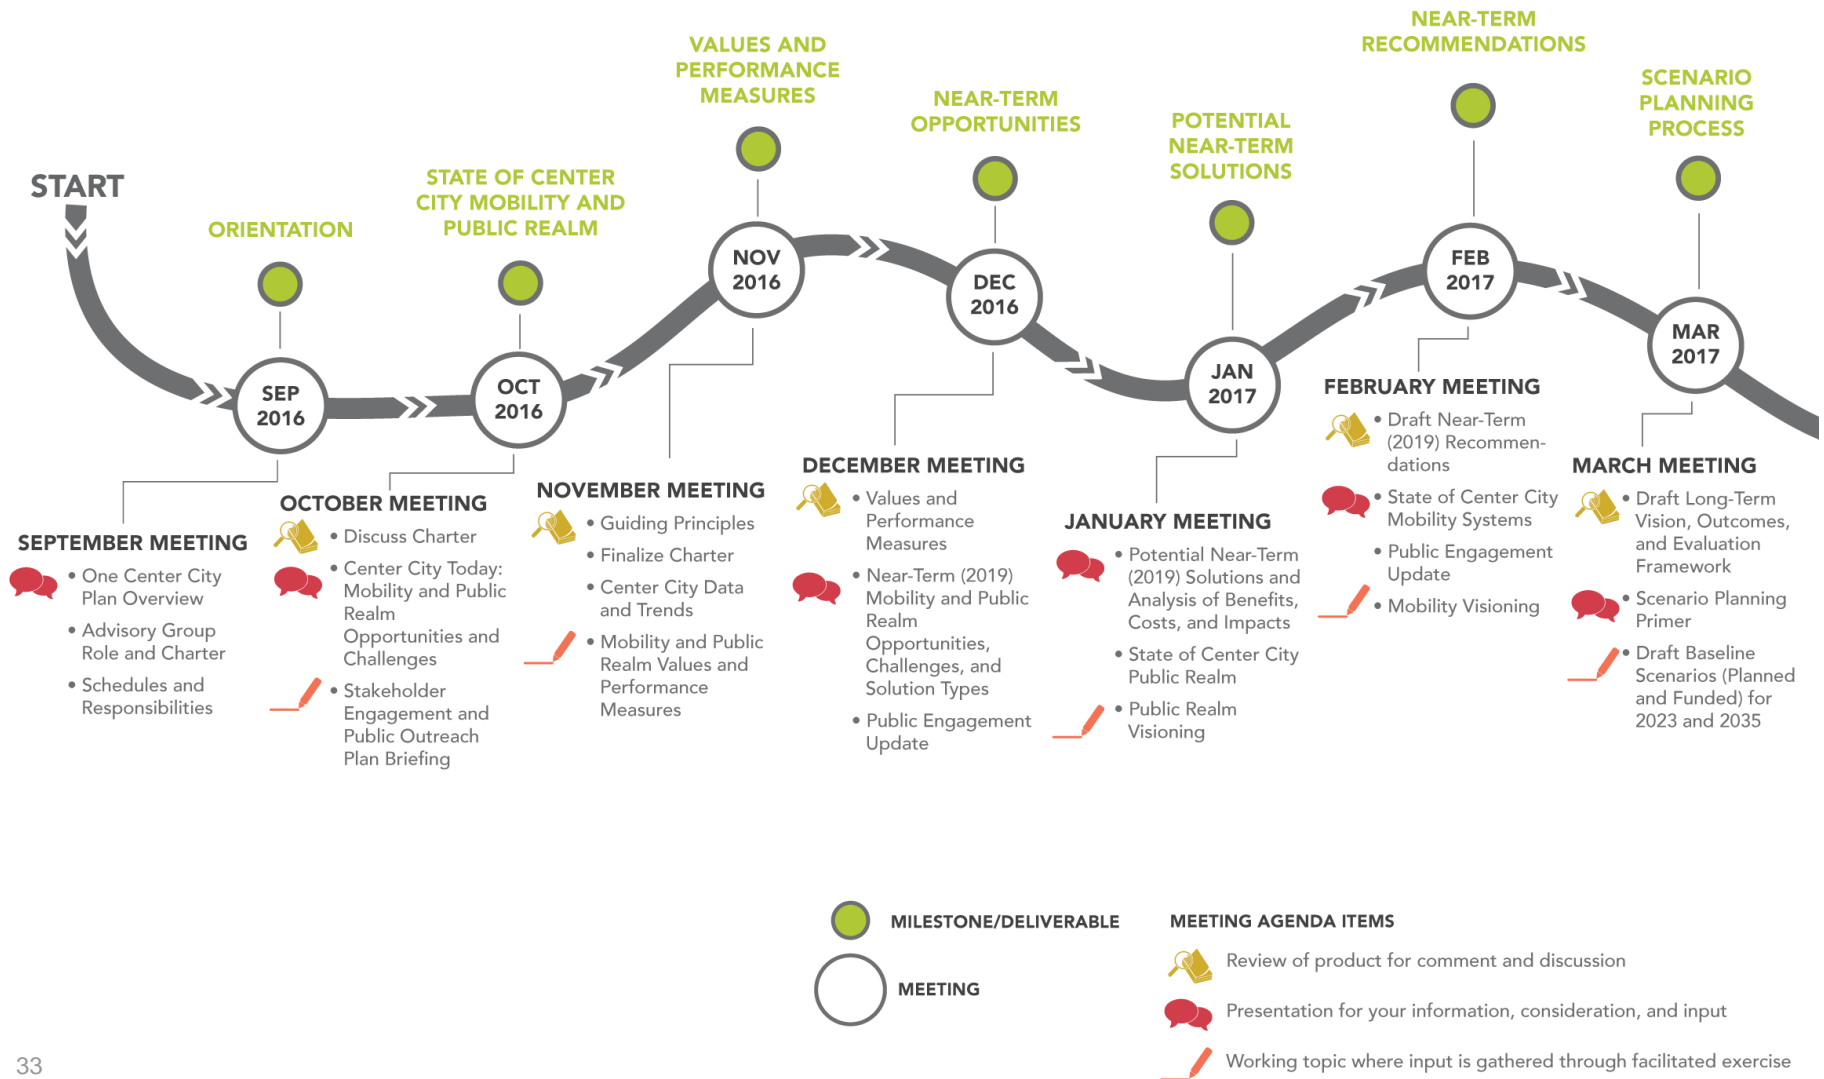 START
ORIENTATION
SEP
2016
SEPTEMBER MEETING
• One Center City
Plan Overview
• Advisory Group
Role and Charter
• Schedules and
Responsibilities
STATE OF CENTER
CITY MOBILITY AND
PUBLIC REALM
OCT
2016
OCTOBER MEETING
• Discuss Charter
• Center City Today:
Mobility and Public
Realm
Opportunities and
Challenges
• Stakeholder
Engagement and
Public Outreach
Plan Briefing
VALUES AND
PERFORMANCE
MEASURES
NOV
2016
NOVEMBER MEETING
• Guiding Principles
• Finalize Charter
• Center City Data
and Trends
• Mobility and Public
Realm Values and
Performance
Measures
NEAR-TERM
OPPORTUNITIES
DEC
2016
DECEMBER MEETING
• Values and
Performance
Measures
• Near-Term (2019)
Mobility and Public
Realm
Opportunities,
Challenges, and
Solution Types
• Public Engagement
Update
POTENTIAL
NEAR-TERM
SOLUTIONS
JAN
2017
JANUARY MEETING
• Potential Near-Term
(2019) Solutions and
Analysis of Benefits,
Costs, and Impacts
• State of Center City
Public Realm
• Public Realm
Visioning
NEAR-TERM
RECOMMENDATIONS
FEB
2017
FEBRUARY MEETING
• Draft Near-Term
(2019) Recommen-
dations
• State of Center City
Mobility Systems
• Public Engagement
Update
• Mobility Visioning
SCENARIO
PLANNING
PROCESS
MAR
2017
MARCH MEETING
• Draft Long-Term
Vision, Outcomes,
and Evaluation
Framework
• Scenario Planning
Primer
• Draft Baseline
Scenarios (Planned
and Funded) for
2023 and 2035
MILESTONE/DELIVERABLE
MEETING
MEETING AGENDA ITEMS
Review of product for comment and discussion
Presentation for your information, consideration, and input
Working topic where input is gathered through facilitated exercise
33